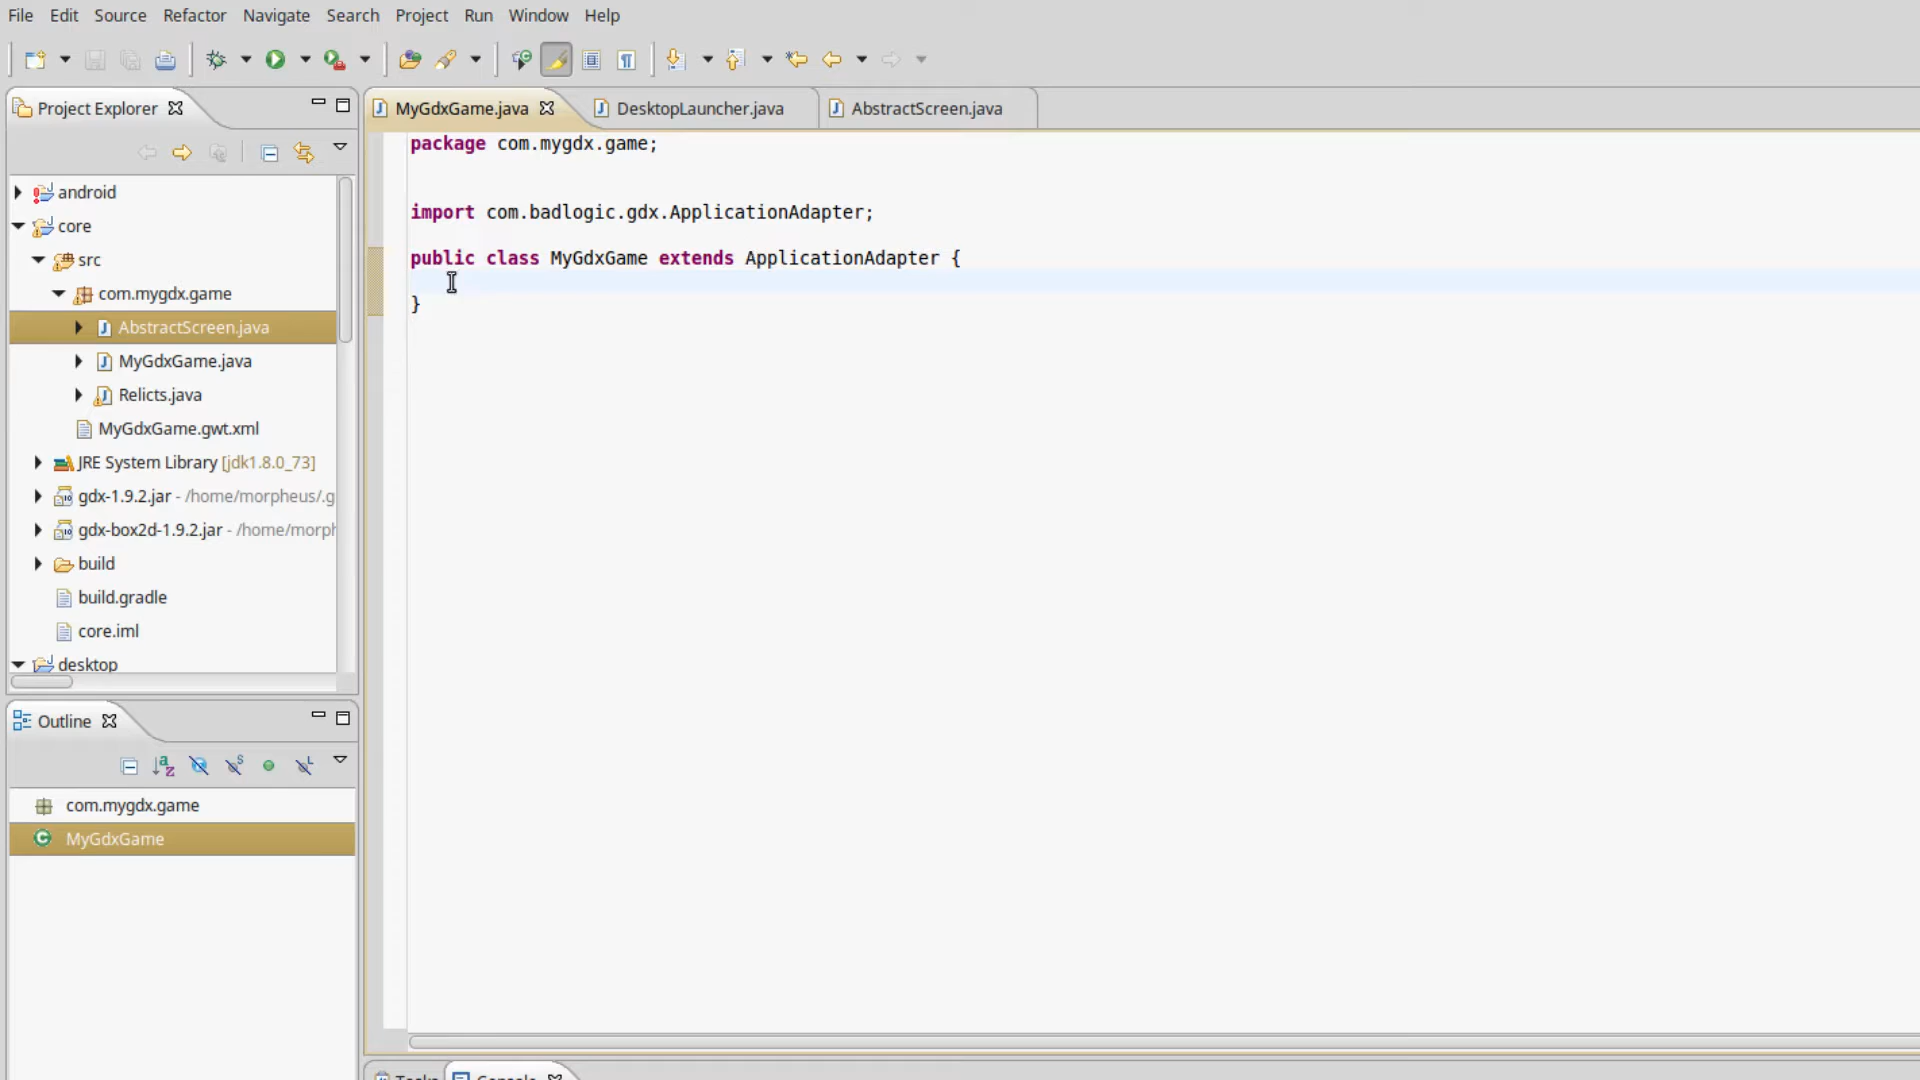 File Edit Source Refactor Navigate Search Project Run Window Help
Project Explorer
MyGdxGame.java
DesktopLauncher.java
AbstractScreen.java
android
core
src
com.mygdx.game
AbstractScreen.java
MyGdxGame.java
Relicts.java
MyGdxGame.gwt.xml
JRE System Library [jdk1.8.0_73]
gdx-1.9.2.jar - /home/morpheus/.g
gdx-box2d-1.9.2.jar - /home/morph
build
build.gradle
core.iml
desktop
package com.mygdx.game;
import com.badlogic.gdx.ApplicationAdapter;
public class MyGdxGame extends ApplicationAdapter {
}
Outline
com.mygdx.game
MyGdxGame
Tasks
Console